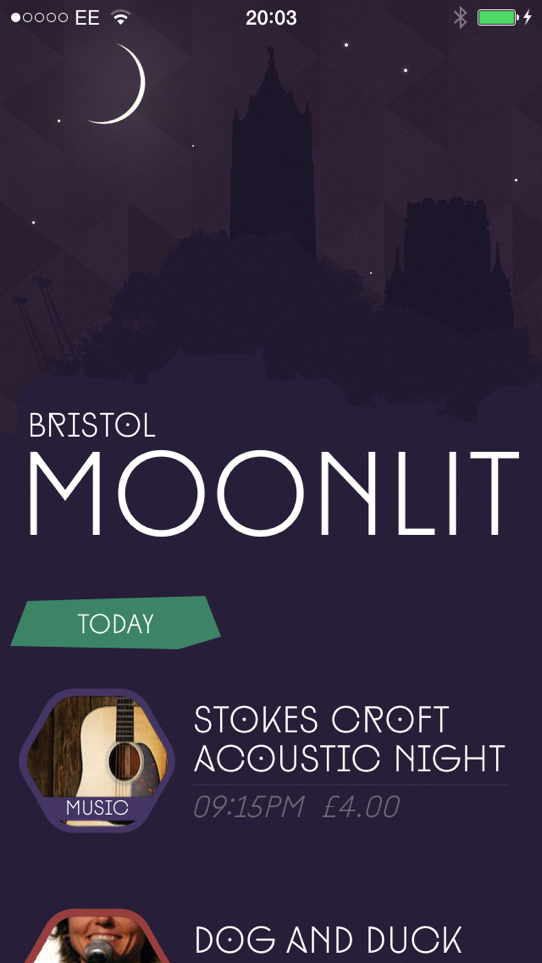 EE
20:03
BRISTOL
MOONLIT
TODAY
MUSIC
STOKES CROFT
ACOUSTIC NIGHT
09:15PM £4.00
DOG AND DUCK